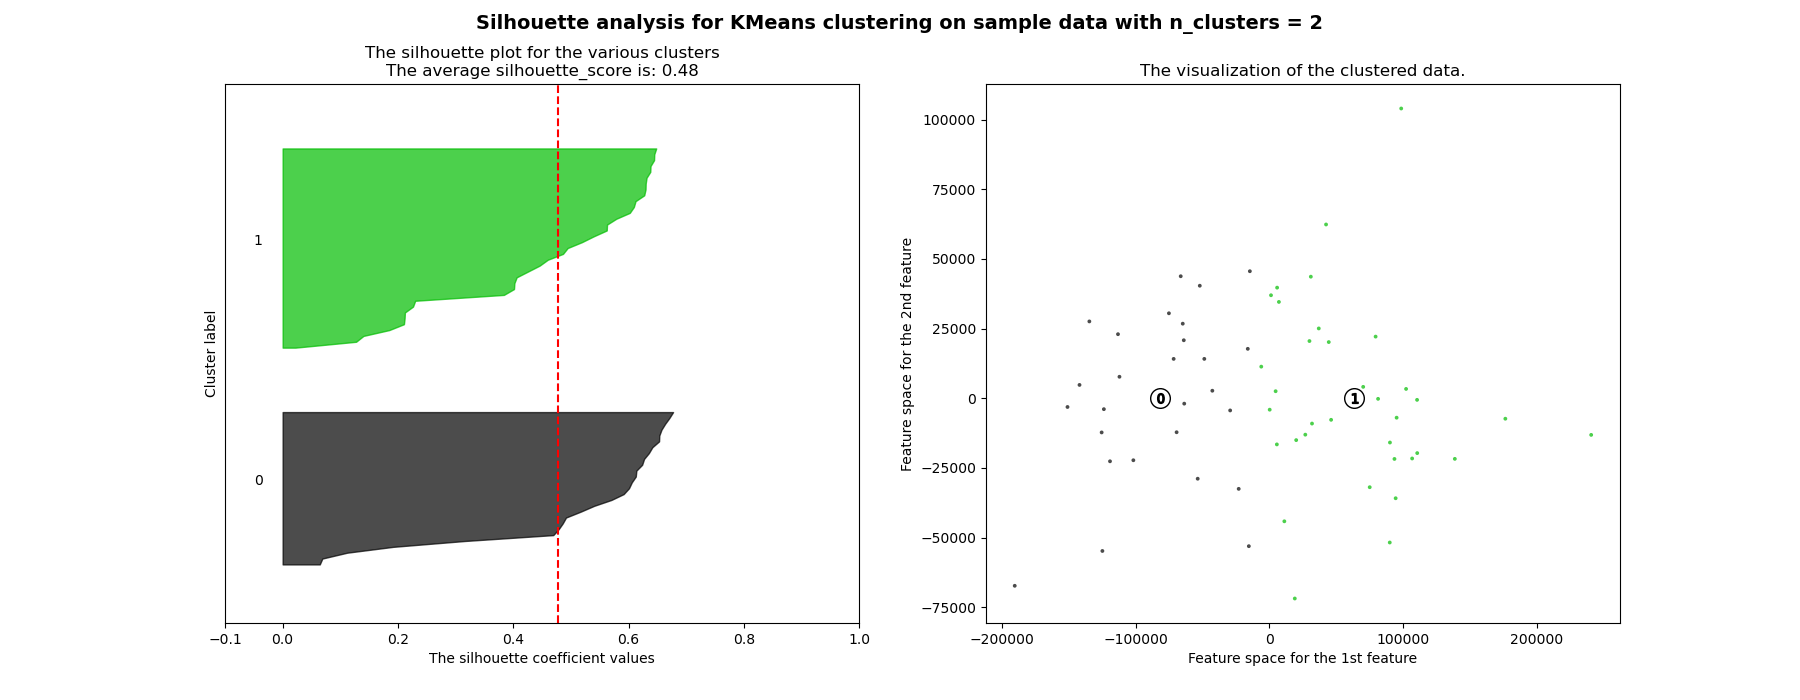 Silhouette analysis for KMeans clustering on sample data with n_clusters = 2
The silhouette plot for the various clusters
The average silhouette_score is: 0.48
Cluster label
1
0
−0.1 0.0 0.2 0.4 0.6 0.8 1.0
The silhouette coefficient values
The visualization of the clustered data.
Feature space for the 2nd feature
100000
75000
50000
25000
0
−25000
−50000
−75000
0 1
−200000 −100000 0 100000 200000
Feature space for the 1st feature